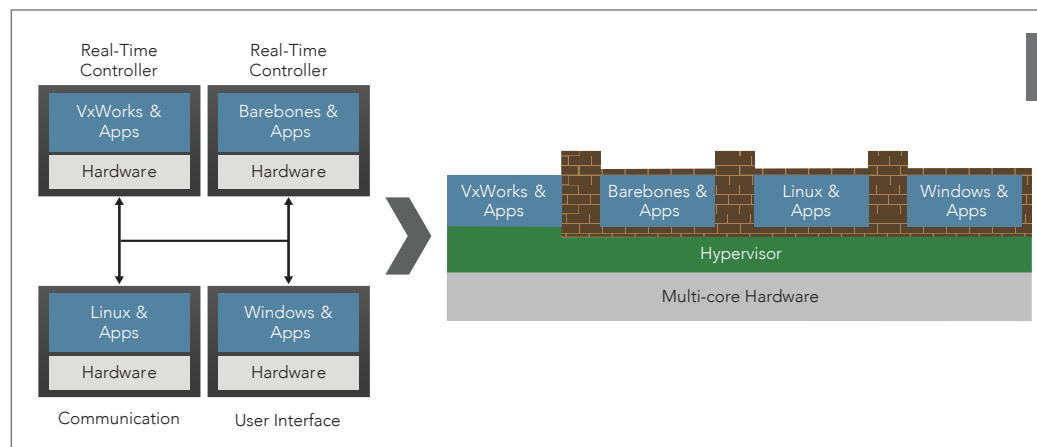 Real-Time
Controller
Real-Time
Controller
VxWorks &
Apps
Hardware
Barebones &
Apps
Hardware
Linux &
Apps
Hardware
Windows &
Apps
Hardware
Communication
User Interface
VxWorks &
Apps
Barebones &
Apps
Linux &
Apps
Windows &
Apps
Hypervisor
Multi-core Hardware